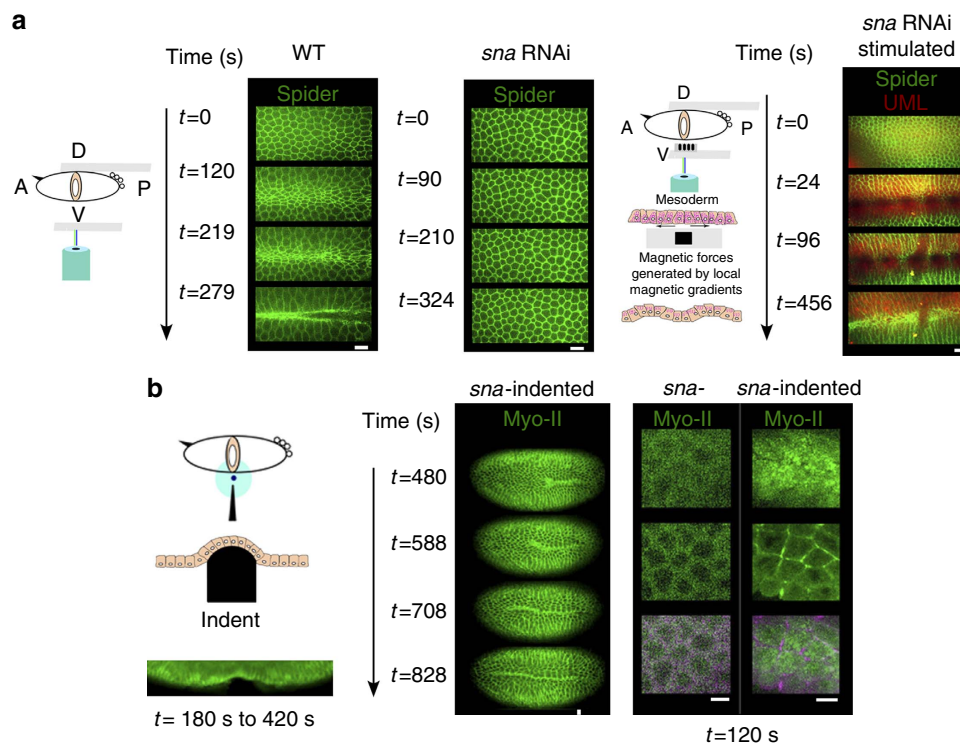 a
Time (s)
WT
Spider
t=0
t=120
t=219
t=279
D
A
P
V
sna RNAi
Spider
t=0
t=90
t=210
t=324
Time (s)
sna RNAi
stimulated
Spider
UML
t=0
t=24
t=96
t=456
D
A
P
V
Mesoderm
Magnetic forces
generated by local
magnetic gradients
b
Time (s)
sna-indented
Myo-II
t=480
t=588
t=708
t=828
Indent
t= 180 s to 420 s
sna-
Myo-II
sna-indented
Myo-II
t=120 s